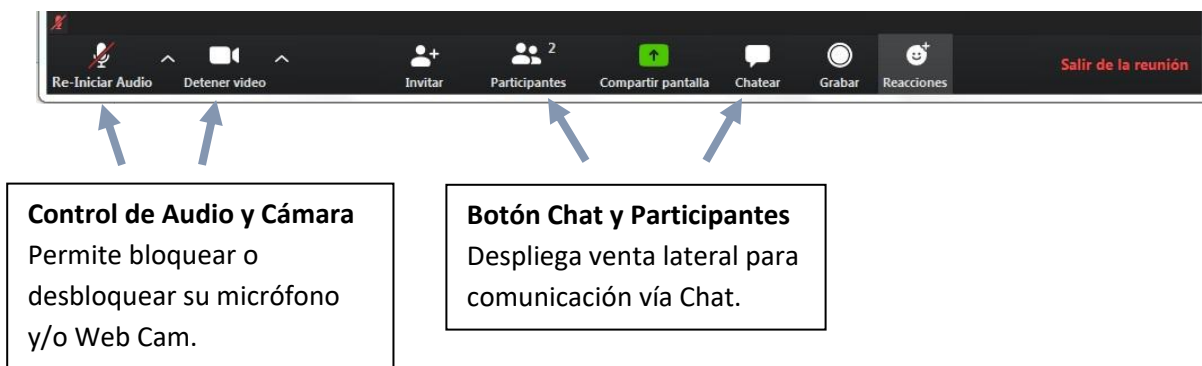 2
Re-Iniciar Audio Detener video Invitar Participantes Compartir pantalla Chatear Grabar Reacciones Salir de la reunión
Control de Audio y Cámara
Permite bloquear o
desbloquear su micrófono
y/o Web Cam.
Botón Chat y Participantes
Despliega venta lateral para
comunicación vía Chat.